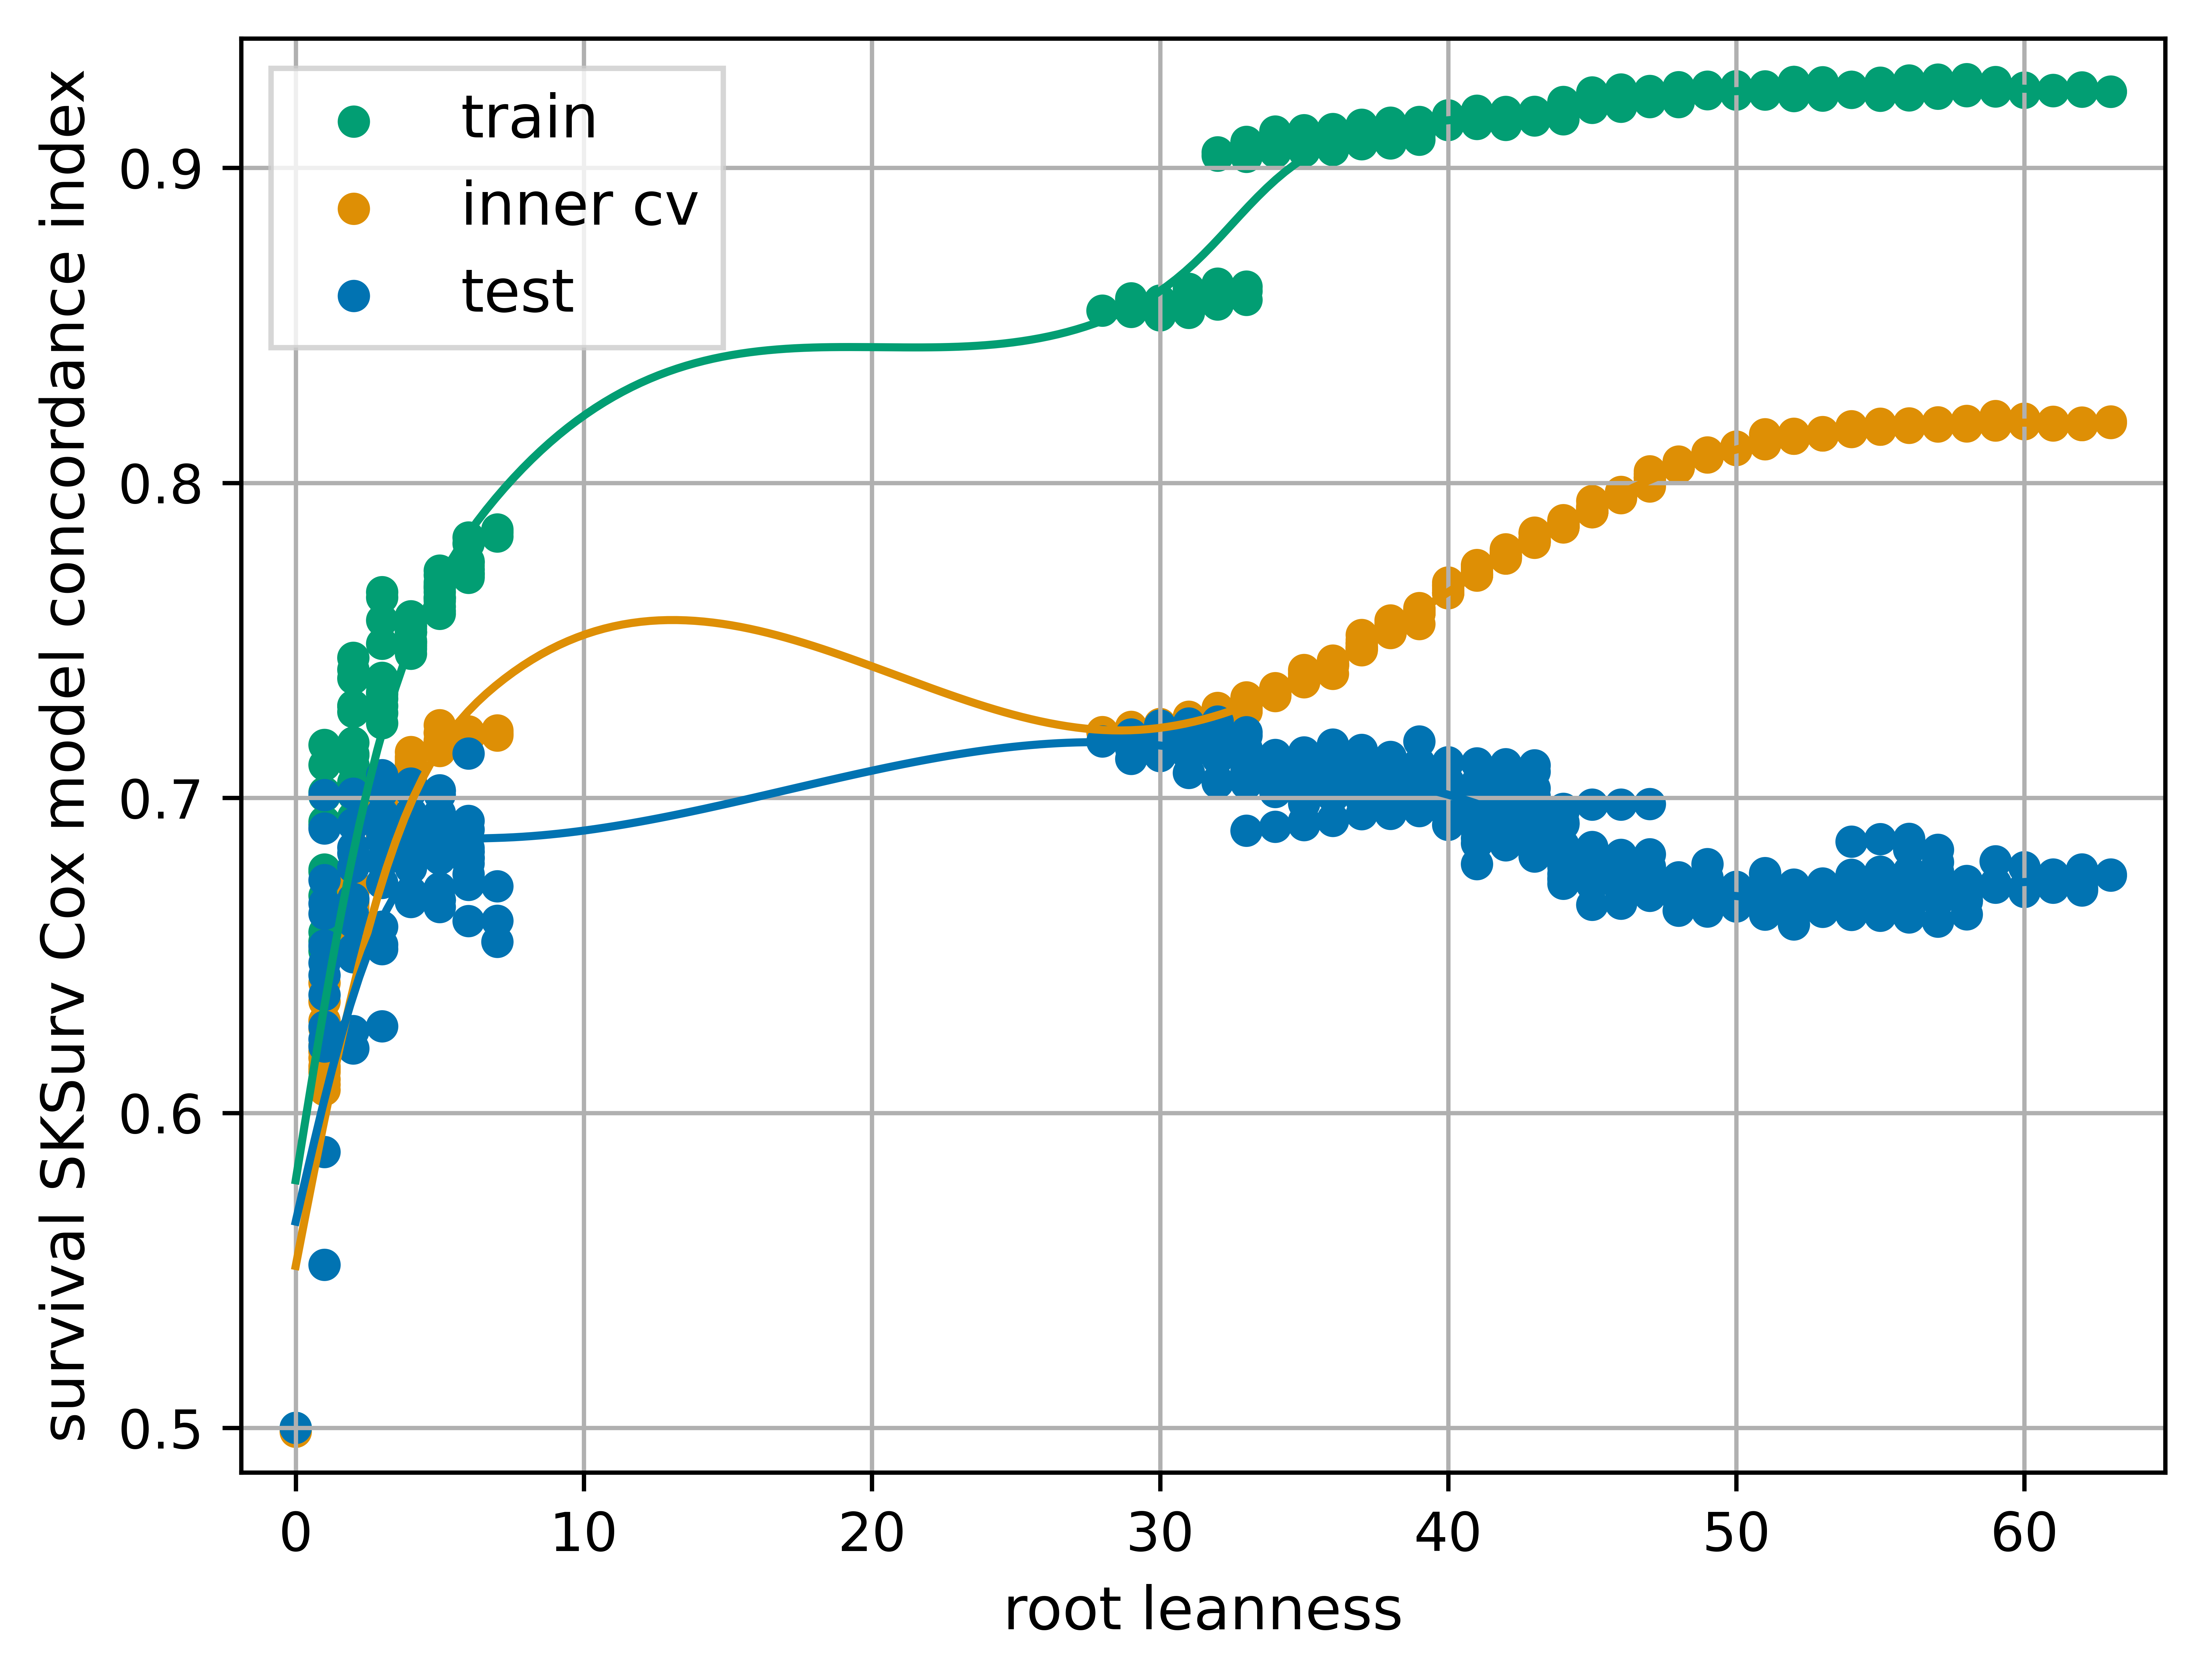 survival SKSurv Cox model concordance index
train
inner cv
test
0.9
0.8
0.7
0.6
0.5
0 10 20 30 40 50 60
root leanness